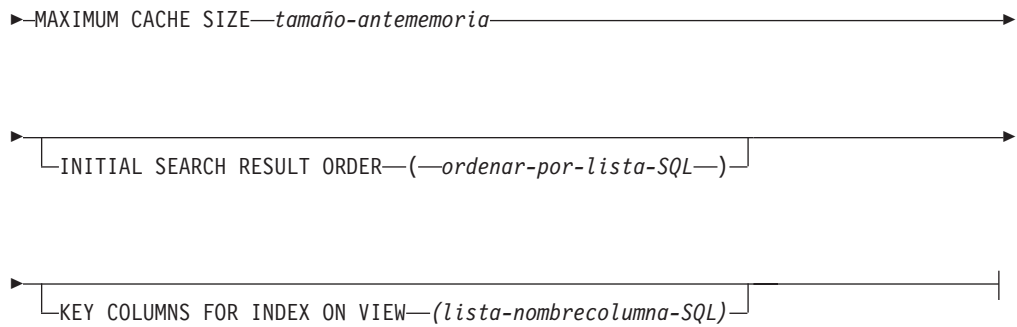 MAXIMUM CACHE SIZE tamaño-antememoria
INITIAL SEARCH RESULT ORDER ( ordenar-por-lista-SQL )
KEY COLUMNS FOR INDEX ON VIEW (lista-nombrecolumna-SQL)